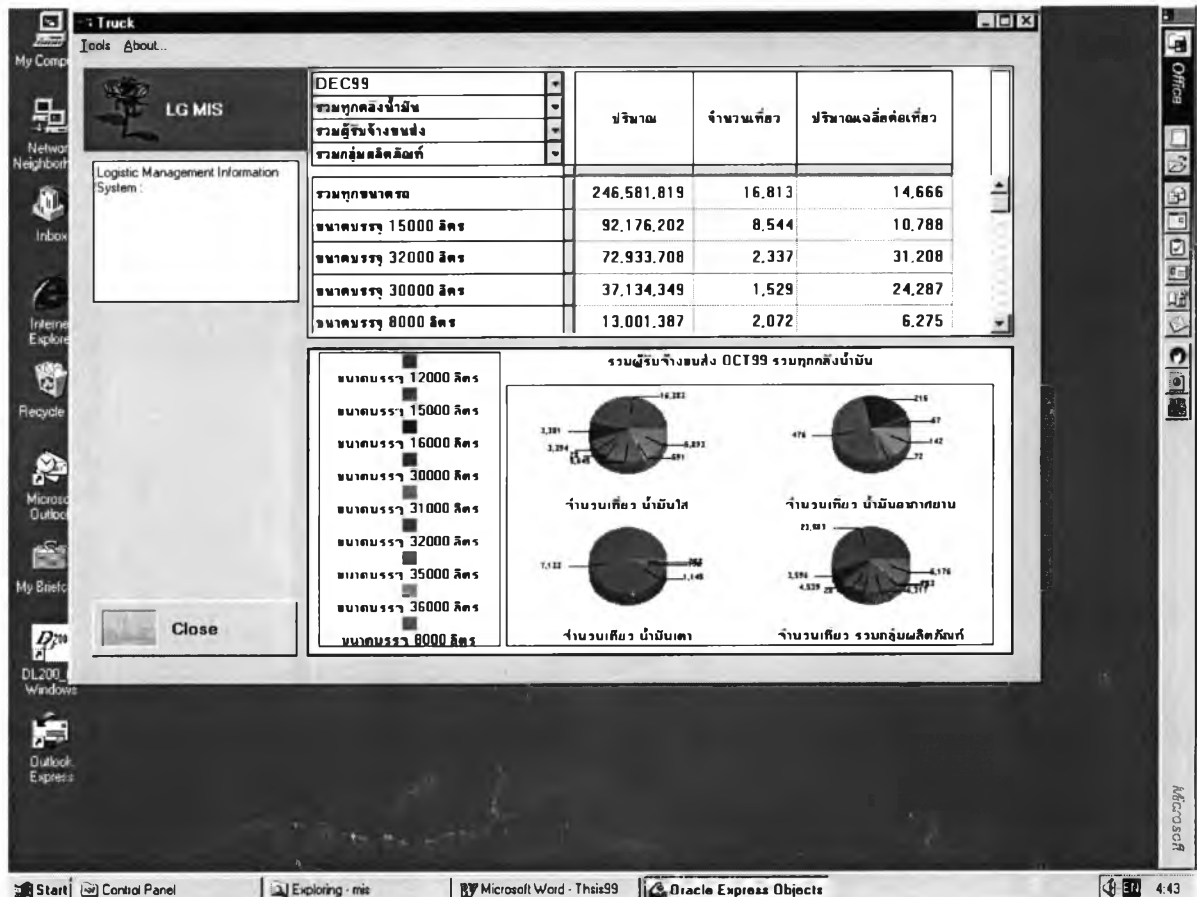 Truck
Tools About...
My Comp
LG MIS
Logistic Management Information
System :
DEC99
รวมทุกคลังน้ำมัน
รวมผู้รับจ้างขนส่ง
รวมกลุ่มผลิตภัณฑ์
ปริมาณ จำนวนเที่ยว ปริมาณเฉลี่ยต่อเที่ยว
รวมทุกขนาดรถ 246,581,819 16,813 14,666
ขนาดบรรจุ 15000 ลิตร 92,176,202 8,544 10,788
ขนาดบรรจุ 32000 ลิตร 72,933,708 2,337 31,208
ขนาดบรรจุ 30000 ลิตร 37,134,349 1,529 24,287
ขนาดบรรจุ 8000 ลิตร 13,001,387 2,072 6,275
ขนาดบรรจุ 12000 ลิตร
ขนาดบรรจุ 15000 ลิตร
ขนาดบรรจุ 16000 ลิตร
ขนาดบรรจุ 30000 ลิตร
ขนาดบรรจุ 31000 ลิตร
ขนาดบรรจุ 32000 ลิตร
ขนาดบรรจุ 35000 ลิตร
ขนาดบรรจุ 36000 ลิตร
ขนาดบรรจุ 8000 ลิตร
รวมผู้รับจ้างขนส่ง OCT99 รวมทุกคลังน้ำมัน
จำนวนเที่ยว น้ำมันใส
216
476
142
72
จำนวนเที่ยว น้ำมันอากาศยาน
7,132
จำนวนเที่ยว น้ำมันเตา
จำนวนเที่ยว รวมกลุ่มผลิตภัณฑ์
Close
Networ
Neighborh
Inbox
Interne
Explore
Recycle
Microso
Outloo
My Briefc
DL200_
Windows
Outlook
Express
Office
Microsoft
Start Control Panel Exploring - mis Microsoft Word - Thsis99 Oracle Express Objects EN 4:43